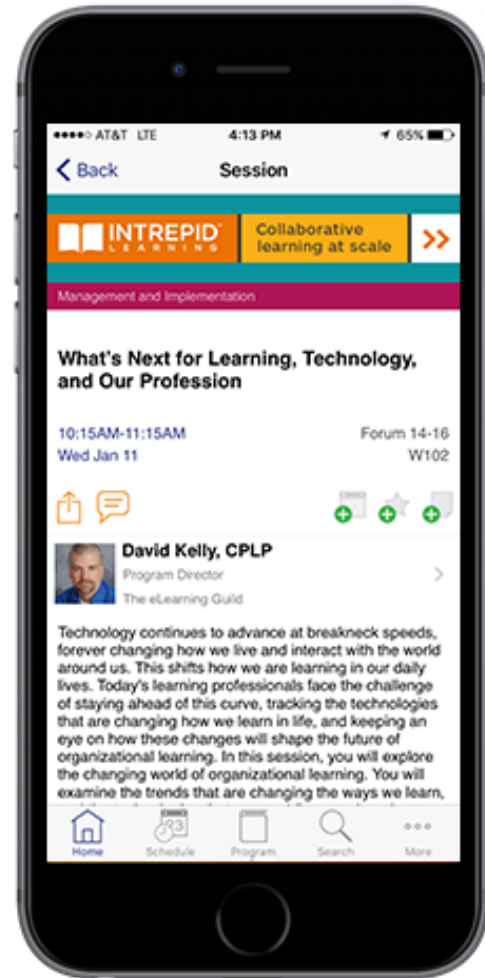 AT&T LTE 4:13 PM 65%
Back Session
INTREPID Collaborative
LEARNING learning at scale
Management and Implementation
What's Next for Learning, Technology,
and Our Profession
10:15AM-11:15AM Forum 14-16
Wed Jan 11 W102
David Kelly, CPLP
Program Director
The eLearning Guild
Technology continues to advance at breakneck speeds,
forever changing how we live and interact with the world
around us. This shifts how we are learning in our daily
lives. Today's learning professionals face the challenge
of staying ahead of this curve, tracking the technologies
that are changing how we learn in life, and keeping an
eye on how these changes will shape the future of
organizational learning. In this session, you will explore
the changing world of organizational learning. You will
examine the trends that are changing the ways we learn,
Home Schedule Program Search More